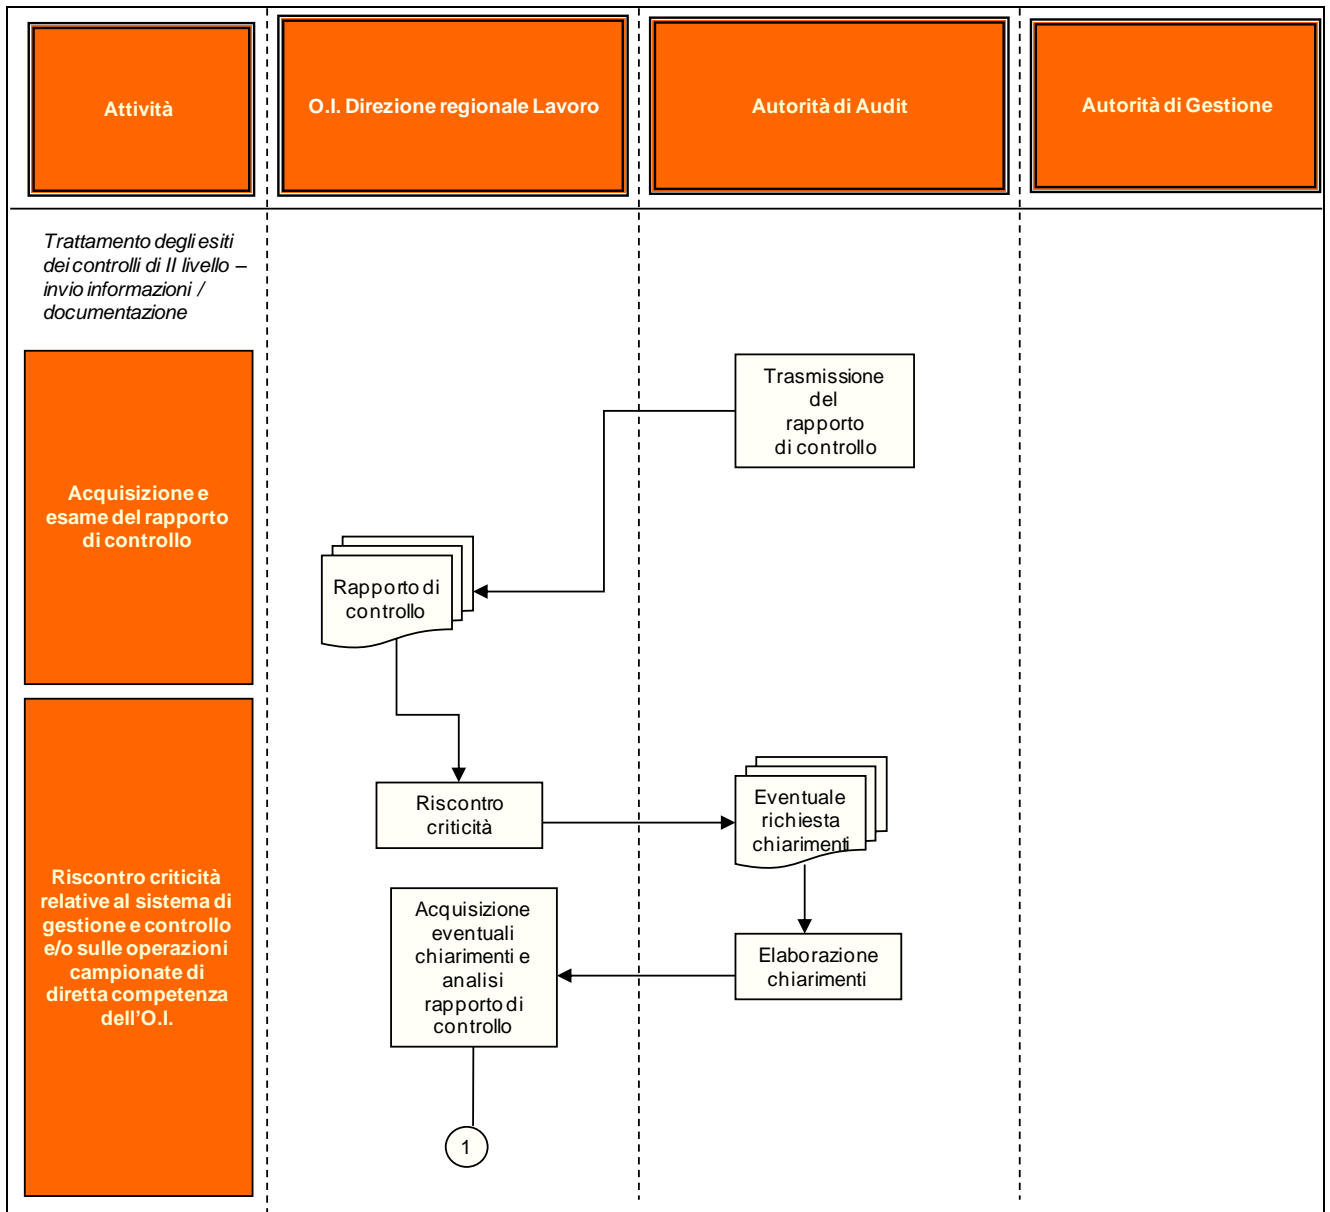 Attività
O.I. Direzione regionale Lavoro
Autorità di Audit
Autorità di Gestione
Trattamento degli esiti
dei controlli di II livello –
invio informazioni /
documentazione
Acquisizione e
esame del rapporto
di controllo
Trasmissione
del
rapporto
di controllo
Rapporto di
controllo
Riscontro criticità
relative al sistema di
gestione e controllo
e/o sulle operazioni
campionate di
diretta competenza
dell'O.I.
Riscontro
criticità
Eventuale
richiesta
chiarimenti
Acquisizione
eventuali
chiarimenti e
analisi
rapporto di
controllo
Elaborazione
chiarimenti
1